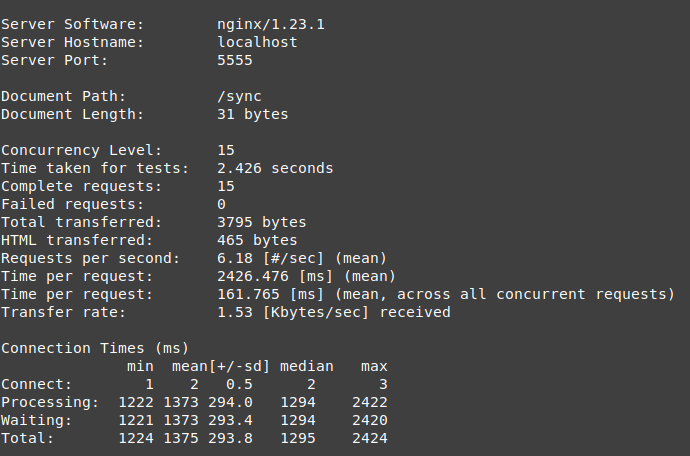 Server Software:        nginx/1.23.1
Server Hostname:        localhost
Server Port:            5555
Document Path:          /sync
Document Length:        31 bytes
Concurrency Level:      15
Time taken for tests:   2.426 seconds
Complete requests:      15
Failed requests:        0
Total transferred:      3795 bytes
HTML transferred:       465 bytes
Requests per second:    6.18 [#/sec] (mean)
Time per request:       2426.476 [ms] (mean)
Time per request:       161.765 [ms] (mean, across all concurrent requests)
Transfer rate:          1.53 [Kbytes/sec] received
Connection Times (ms)
              min  mean[+/-sd] median   max
Connect:        1    2   0.5      2       3
Processing:  1222 1373 294.0   1294    2422
Waiting:     1221 1373 293.4   1294    2420
Total:       1224 1375 293.8   1295    2424